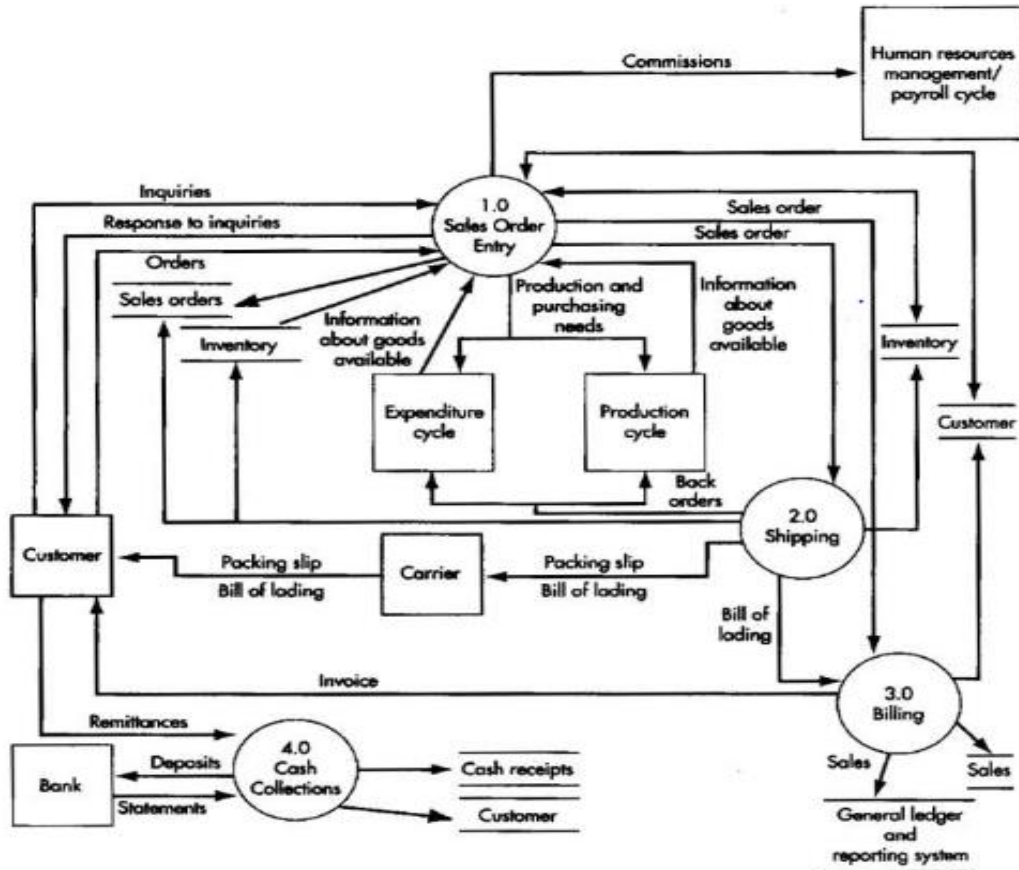 Commissions
Human resources
management/
payroll cycle
Inquiries
Response to inquiries
Orders
Sales orders
Inventory
1.0
Sales Order
Entry
Sales order
Sales order
Information
about goods
available
Production and
purchasing
needs
Information
about
goods
available
Inventory
Customer
Expenditure
cycle
Production
cycle
Back
orders
2.0
Shipping
Customer
Packing slip
Bill of lading
Carrier
Packing slip
Bill of lading
Bill of
lading
Invoice
3.0
Billing
Remittances
Bank
Deposits
Statements
4.0
Cash
Collections
Cash receipts
Customer
Sales
Sales
General ledger
and
reporting system